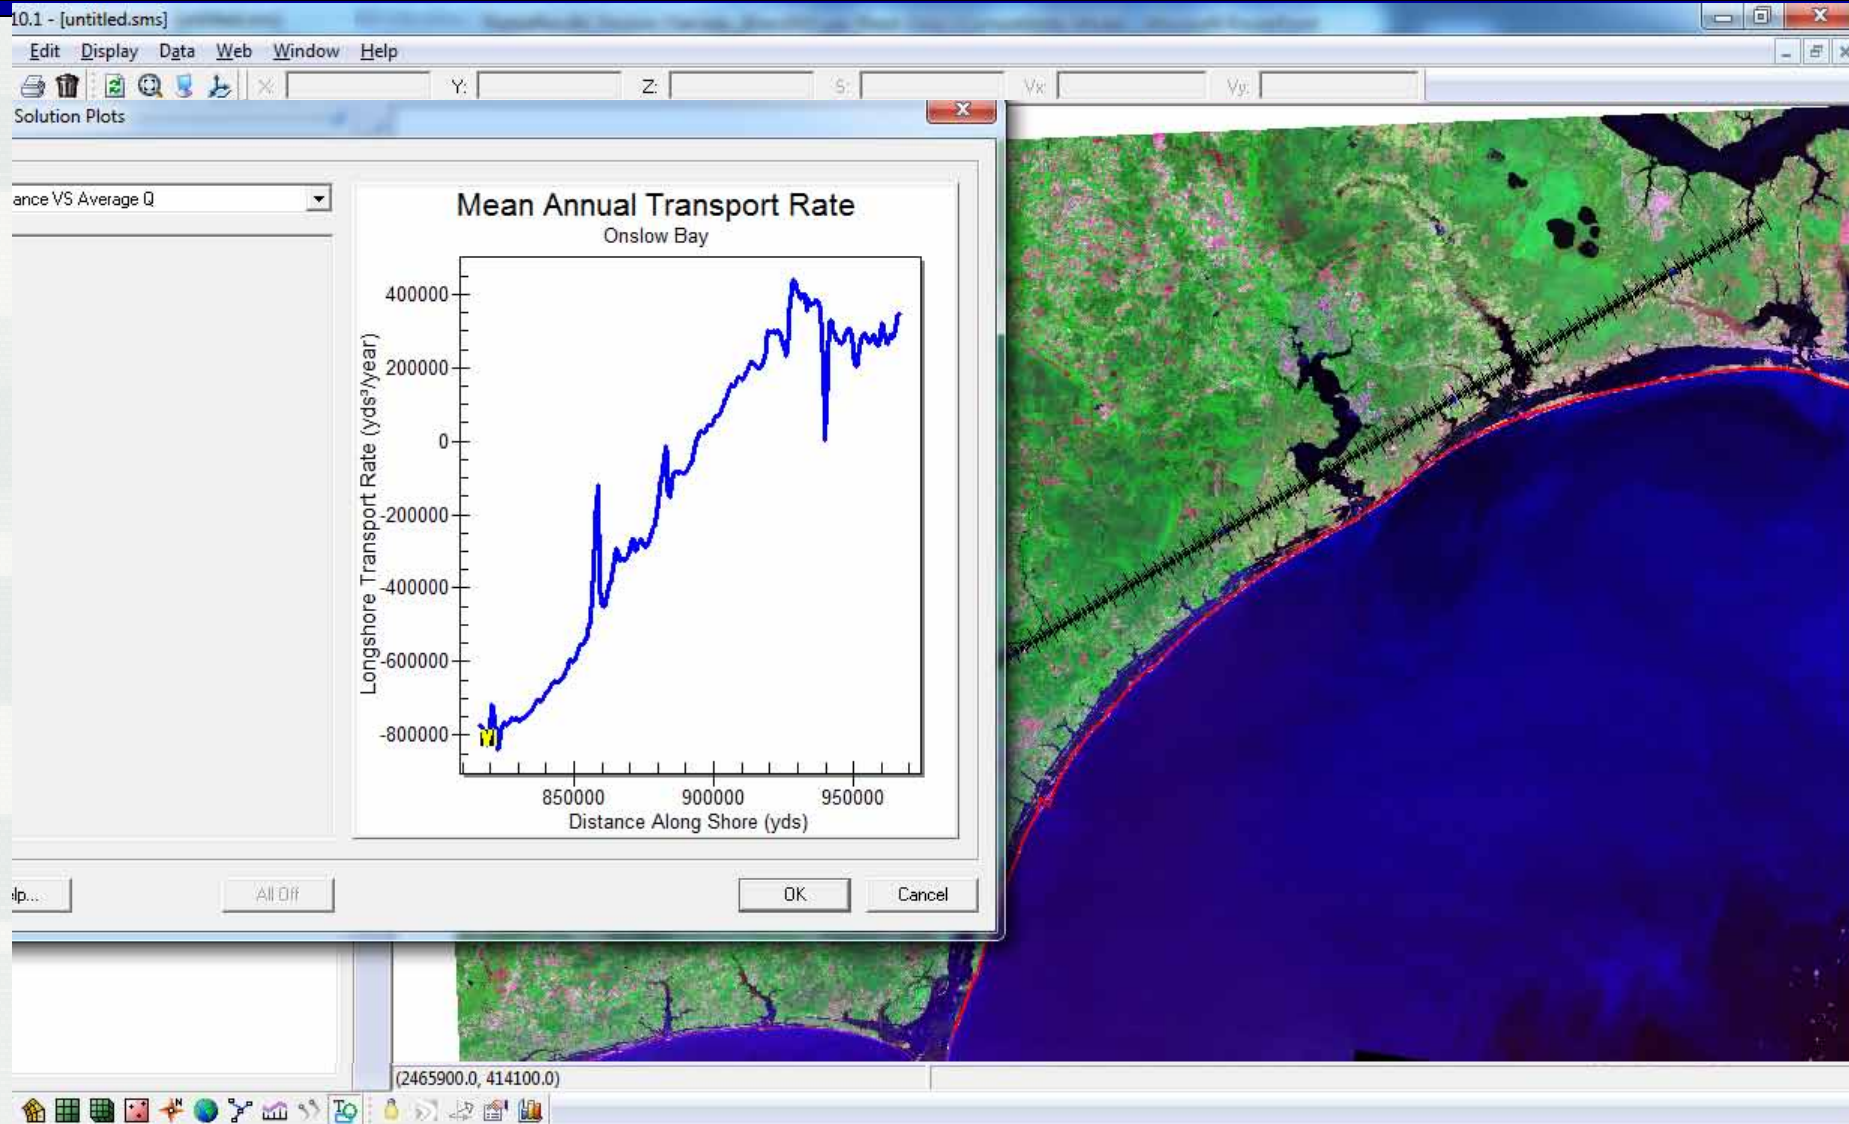 10.1 - [untitled.sms]
Edit Display Data Web Window Help
X: Y: Z: S: Vx: Vy:
Solution Plots
ance VS Average Q
Mean Annual Transport Rate
Onslow Bay
400000
200000
0
-200000
-400000
-600000
-800000
Longshore Transport Rate (yds³/year)
850000 900000 950000
Distance Along Shore (yds)
lp... All Off OK Cancel
(2465900.0, 414100.0)